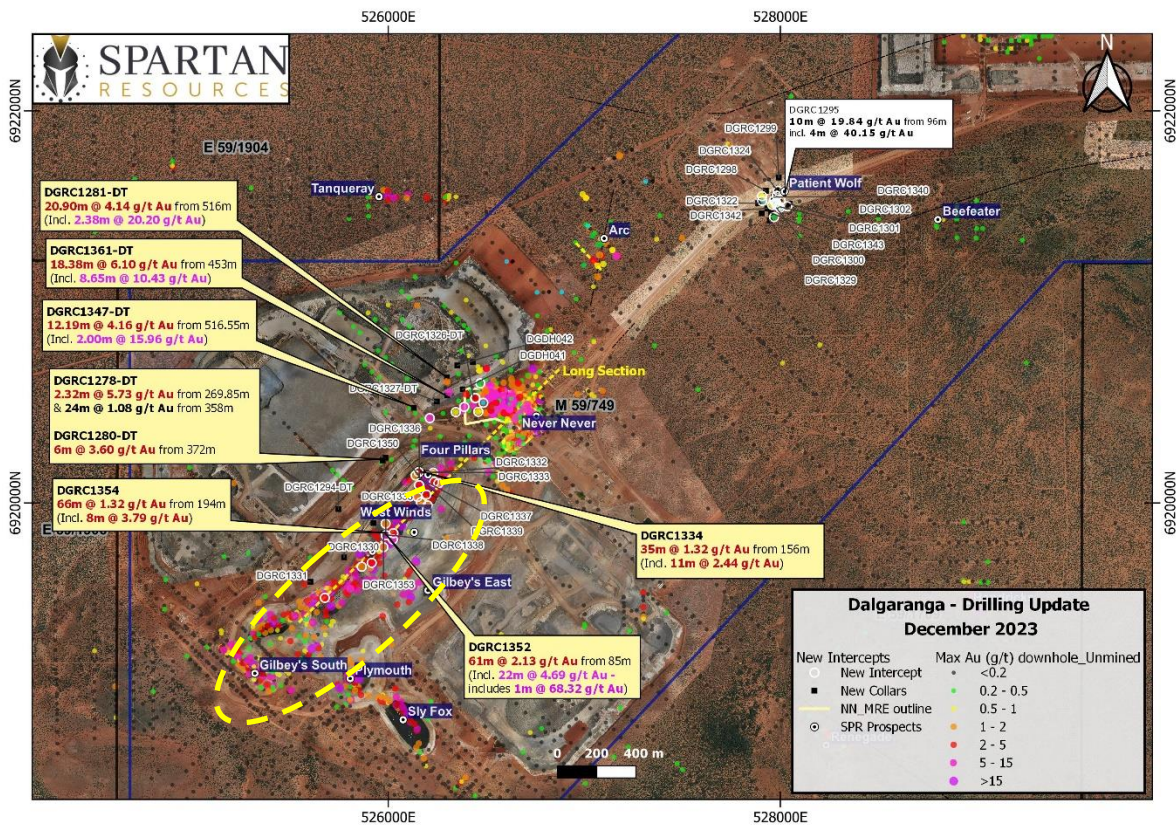 526000E
528000E
SPARTAN
RESOURCES
N
6922000N
6922000N
E 59/1904
DGRC1295
10m @ 19.84 g/t Au from 96m
incl. 4m @ 40.15 g/t Au
DGRC1299
DGRC1324
DGRC1298
Patient Wolf
Tanqueray
DGRC1322
DGRC1342
DGRC1340
DGRC1302
DGRC1301
DGRC1343
DGRC1300
DGRC1329
Beefeater
Arc
DGRC1281-DT
20.90m @ 4.14 g/t Au from 516m
(Incl. 2.38m @ 20.20 g/t Au)
DGRC1361-DT
18.38m @ 6.10 g/t Au from 453m
(Incl. 8.65m @ 10.43 g/t Au)
DGRC1347-DT
12.19m @ 4.16 g/t Au from 516.55m
(Incl. 2.00m @ 15.96 g/t Au)
DGRC1326-DT
DGDH042
DGDH041
DGRC1327-DT
Long Section
M 59/749
Never Never
DGRC1278-DT
2.32m @ 5.73 g/t Au from 269.85m
& 24m @ 1.08 g/t Au from 358m
DGRC1280-DT
6m @ 3.60 g/t Au from 372m
DGRC1336
DGRC1350
Four Pillars
DGRC1332
DGRC1333
DGRC1294-DT
DGRC1354
66m @ 1.32 g/t Au from 194m
(Incl. 8m @ 3.79 g/t Au)
6920000N
6920000N
West Winds
DGRC1337
DGRC1339
DGRC1338
DGRC1330
DGRC1331
DGRC1353
Gilbey's East
DGRC1334
35m @ 1.32 g/t Au from 156m
(Incl. 11m @ 2.44 g/t Au)
DGRC1352
61m @ 2.13 g/t Au from 85m
(Incl. 22m @ 4.69 g/t Au -
includes 1m @ 68.32 g/t Au)
Gilbey's South
Plymouth
Sly Fox
0 200 400 m
Dalgaranga - Drilling Update
December 2023
New Intercepts
New Intercept
New Collars
NN_MRE outline
SPR Prospects
Max Au (g/t) downhole_Unmined
<0.2
0.2 - 0.5
0.5 - 1
1 - 2
2 - 5
5 - 15
>15
526000E
528000E